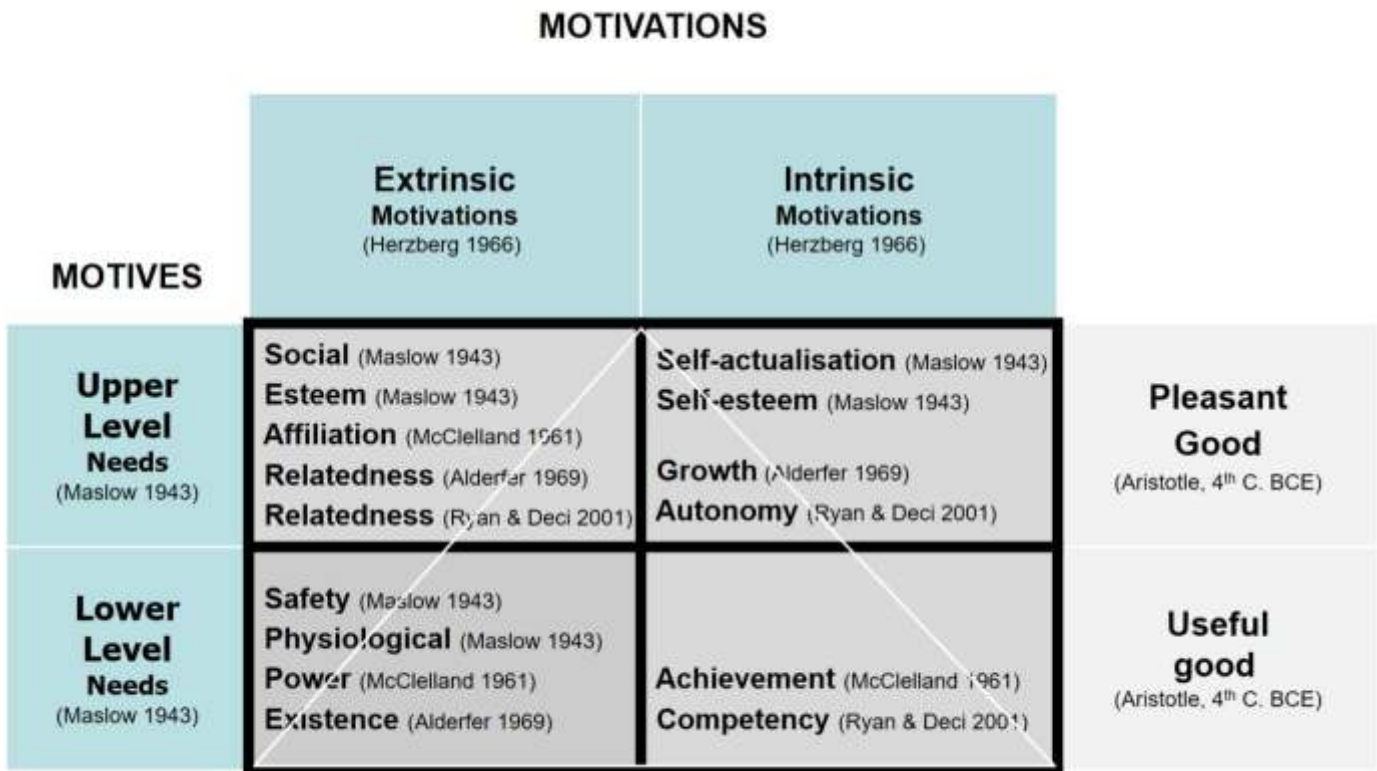 MOTIVATIONS
Extrinsic
Motivations
(Herzberg 1966)
Intrinsic
Motivations
(Herzberg 1966)
MOTIVES
Upper
Level
Needs
(Maslow 1943)
Social (Maslow 1943)
Esteem (Maslow 1943)
Affiliation (McClelland 1961)
Relatedness (Alderfer 1969)
Relatedness (Ryan & Deci 2001)
Self-actualisation (Maslow 1943)
Self-esteem (Maslow 1943)
Growth (Alderfer 1969)
Autonomy (Ryan & Deci 2001)
Pleasant
Good
(Aristotle, 4th C. BCE)
Lower
Level
Needs
(Maslow 1943)
Safety (Maslow 1943)
Physiological (Maslow 1943)
Power (McClelland 1961)
Existence (Alderfer 1969)
Achievement (McClelland 1961)
Competency (Ryan & Deci 2001)
Useful
good
(Aristotle, 4th C. BCE)